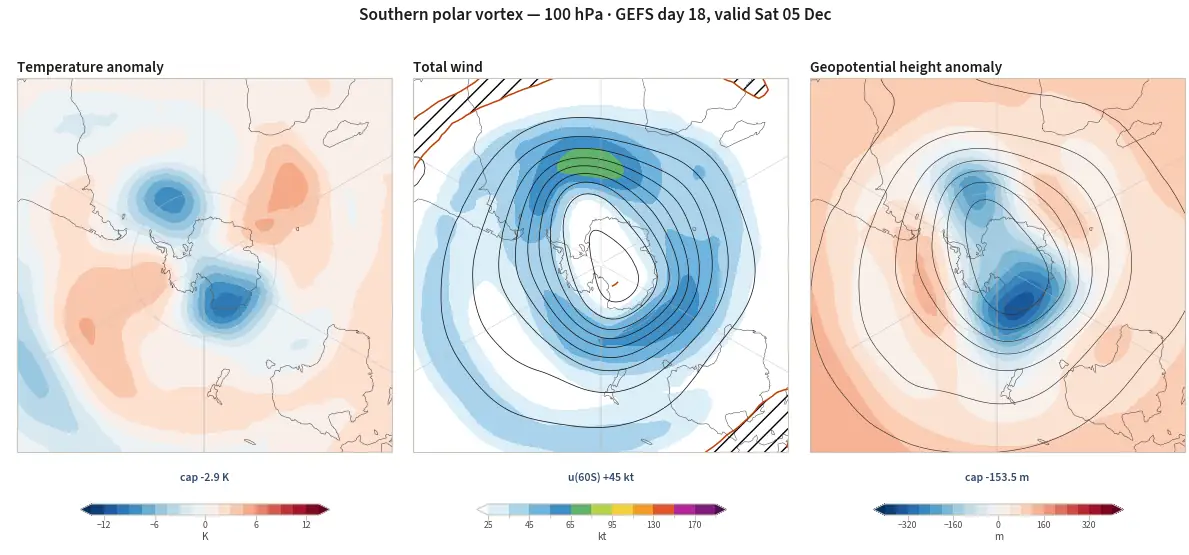 Southern polar vortex — 100 hPa · GEFS day 18, valid Sat 05 Dec
Temperature anomaly
Total wind
Geopotential height anomaly
cap -2.9 K
u(60S) +45 kt
cap -153.5 m
−12 −6 0 6 12
K
25 45 65 95 130 170
kt
−320 −160 0 160 320
m